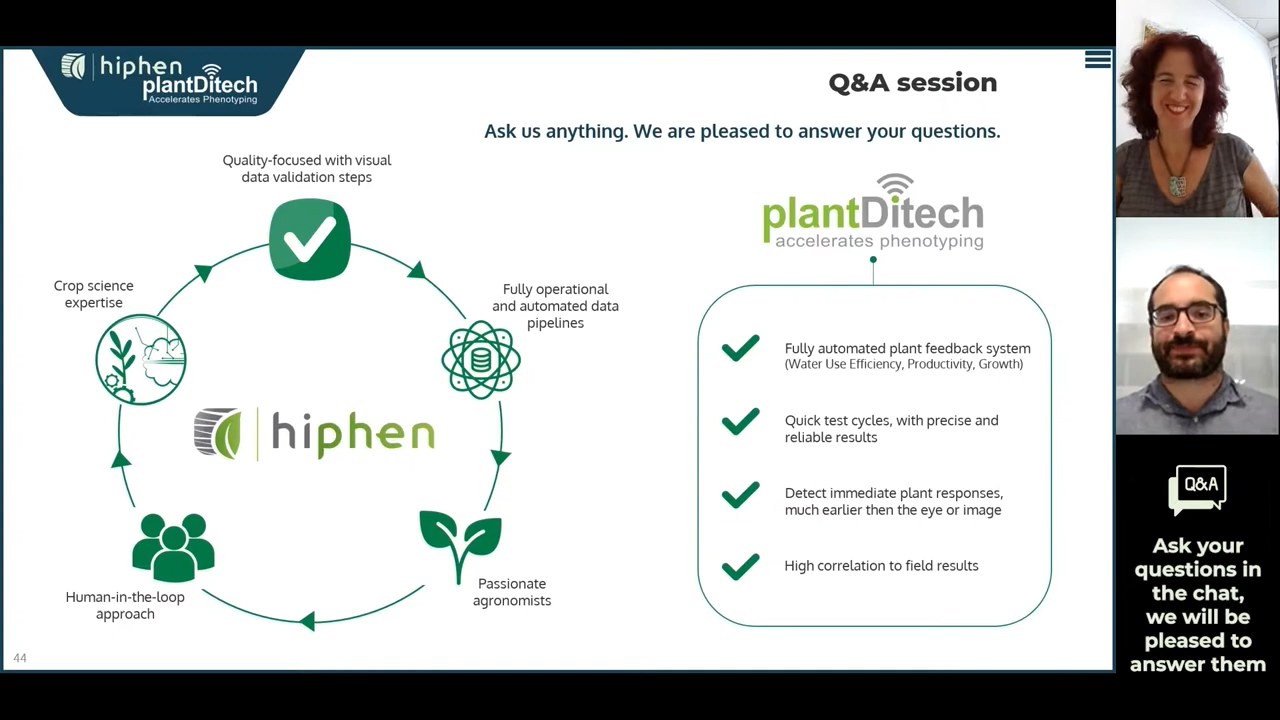 hiphen
plantDitech
Accelerates Phenotyping
Q&A session
Ask us anything. We are pleased to answer your questions.
Quality-focused with visual
data validation steps
Crop science
expertise
Fully operational
and automated data
pipelines
hiphen
Human-in-the-loop
approach
Passionate
agronomists
plantDitech
accelerates phenotyping
Fully automated plant feedback system
(Water Use Efficiency, Productivity, Growth)
Quick test cycles, with precise and
reliable results
Detect immediate plant responses,
much earlier then the eye or image
High correlation to field results
44
Q&A
Ask your
questions in
the chat,
we will be
pleased to
answer them